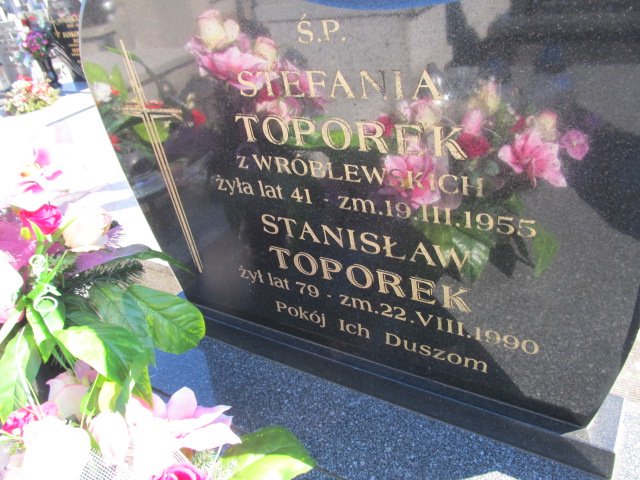 Ś.P.
STEFANIA
TOPOREK
z WRÓBLEWSKICH
żyła lat 41 - zm.19.III.1955
STANISŁAW
TOPOREK
żył lat 79 - zm.22.VIII.1990
Pokój Ich Duszom